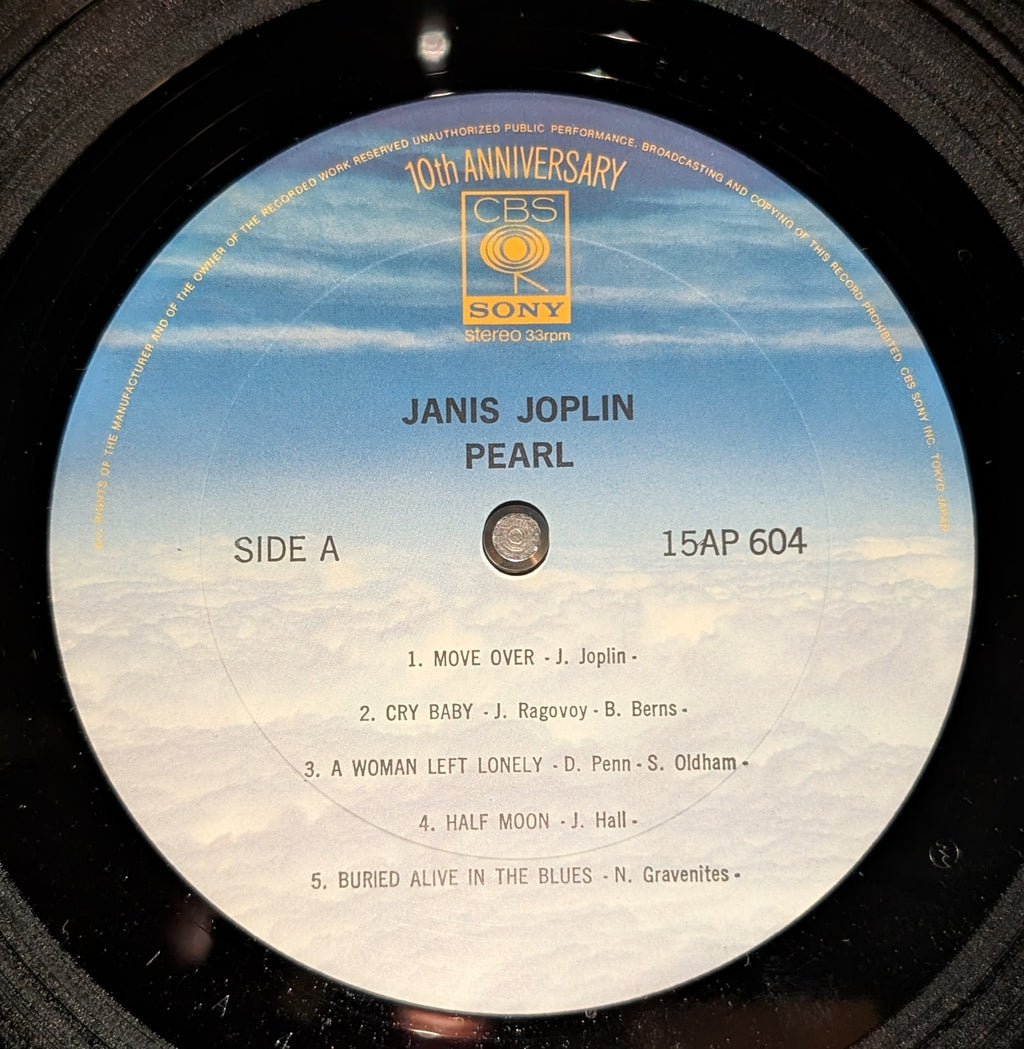 ALL RIGHTS OF THE MANUFACTURER AND OF THE OWNER OF THE RECORDED WORK RESERVED UNAUTHORIZED PUBLIC PERFORMANCE, BROADCASTING AND COPYING OF THIS RECORD PROHIBITED. CBS SONY INC. TOKYO JAPAN
10th ANNIVERSARY
CBS
SONY
stereo 33rpm
JANIS JOPLIN
PEARL
SIDE A
15AP 604
1. MOVE OVER - J. Joplin -
2. CRY BABY - J. Ragovoy - B. Berns -
3. A WOMAN LEFT LONELY - D. Penn - S. Oldham -
4. HALF MOON - J. Hall -
5. BURIED ALIVE IN THE BLUES - N. Gravenites -